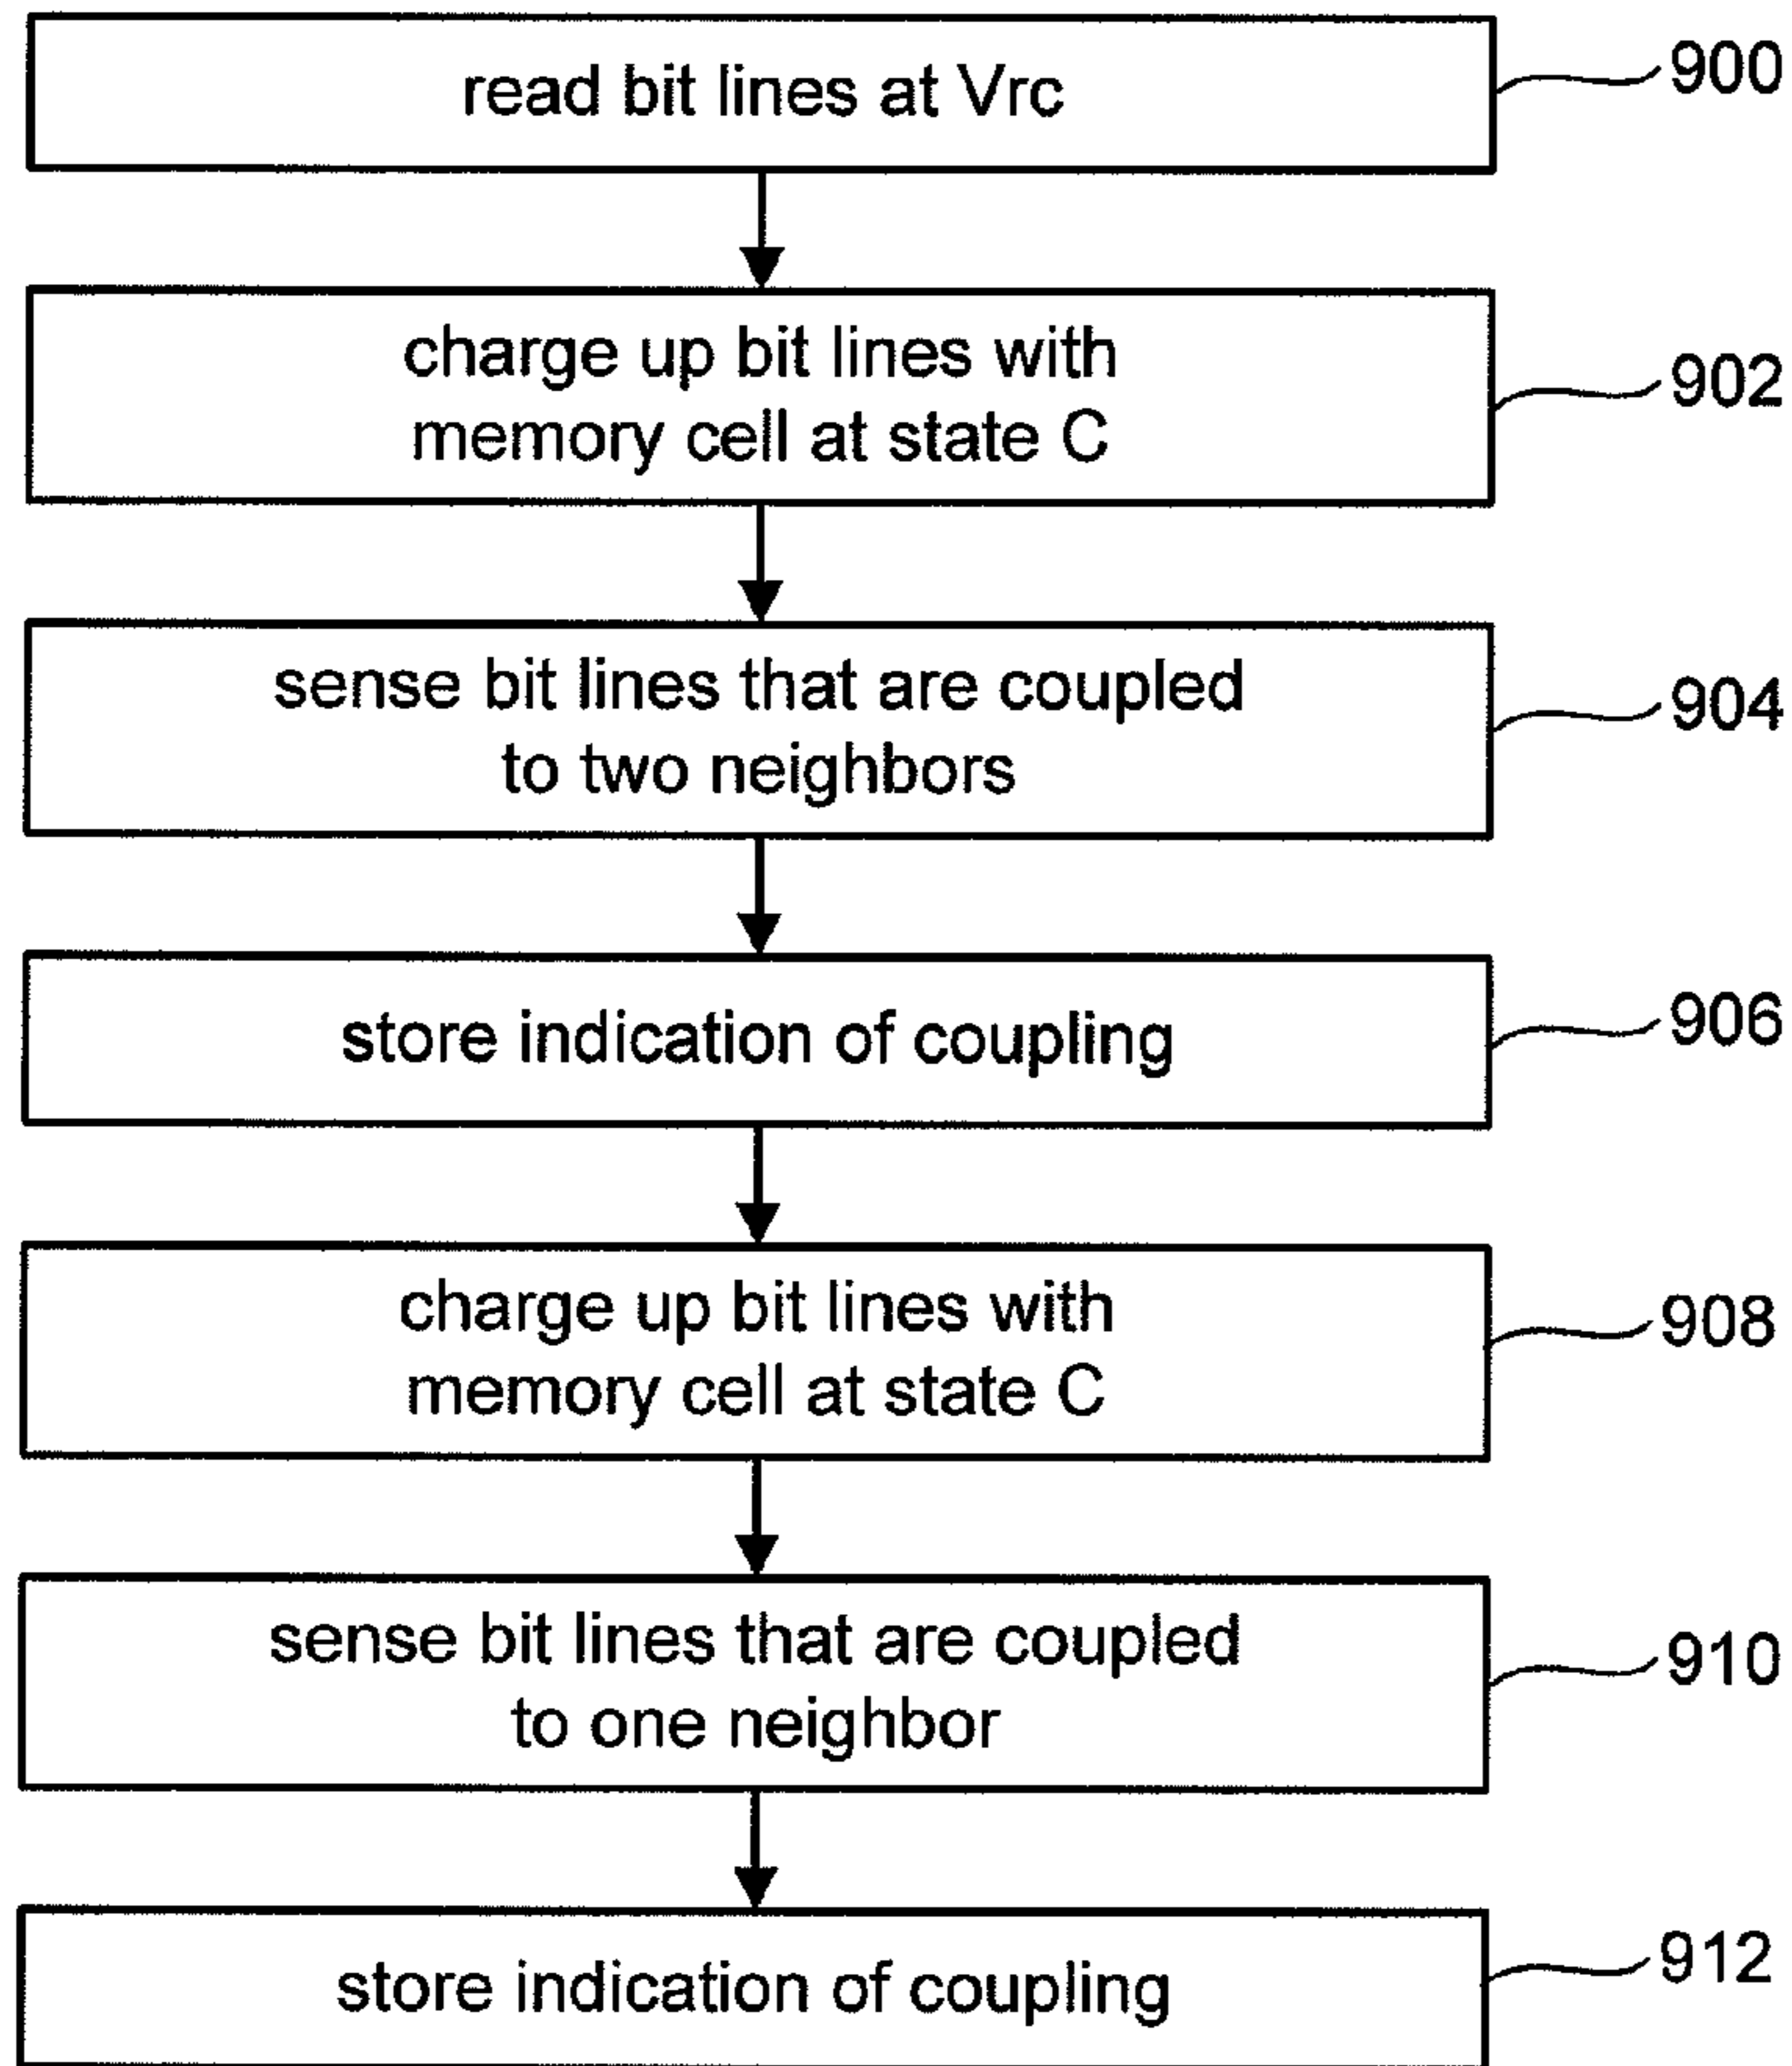 read bit lines at Vrc
900
charge up bit lines with
memory cell at state C
902
sense bit lines that are coupled
to two neighbors
904
store indication of coupling
906
charge up bit lines with
memory cell at state C
908
sense bit lines that are coupled
to one neighbor
910
store indication of coupling
912